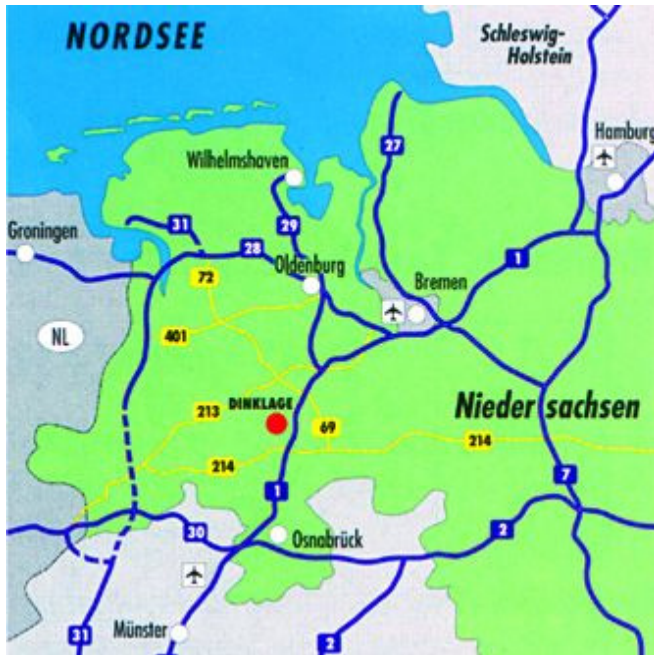 NORDSEE
Schleswig-
Holstein
Hamburg
27
Wilhelmshaven
31
29
Groningen
28
1
72
Oldenburg
Bremen
401
NL
213
DINKLAGE
69
Nieder sachsen
214
214
7
1
30
2
Osnabrück
31
Münster
2
1